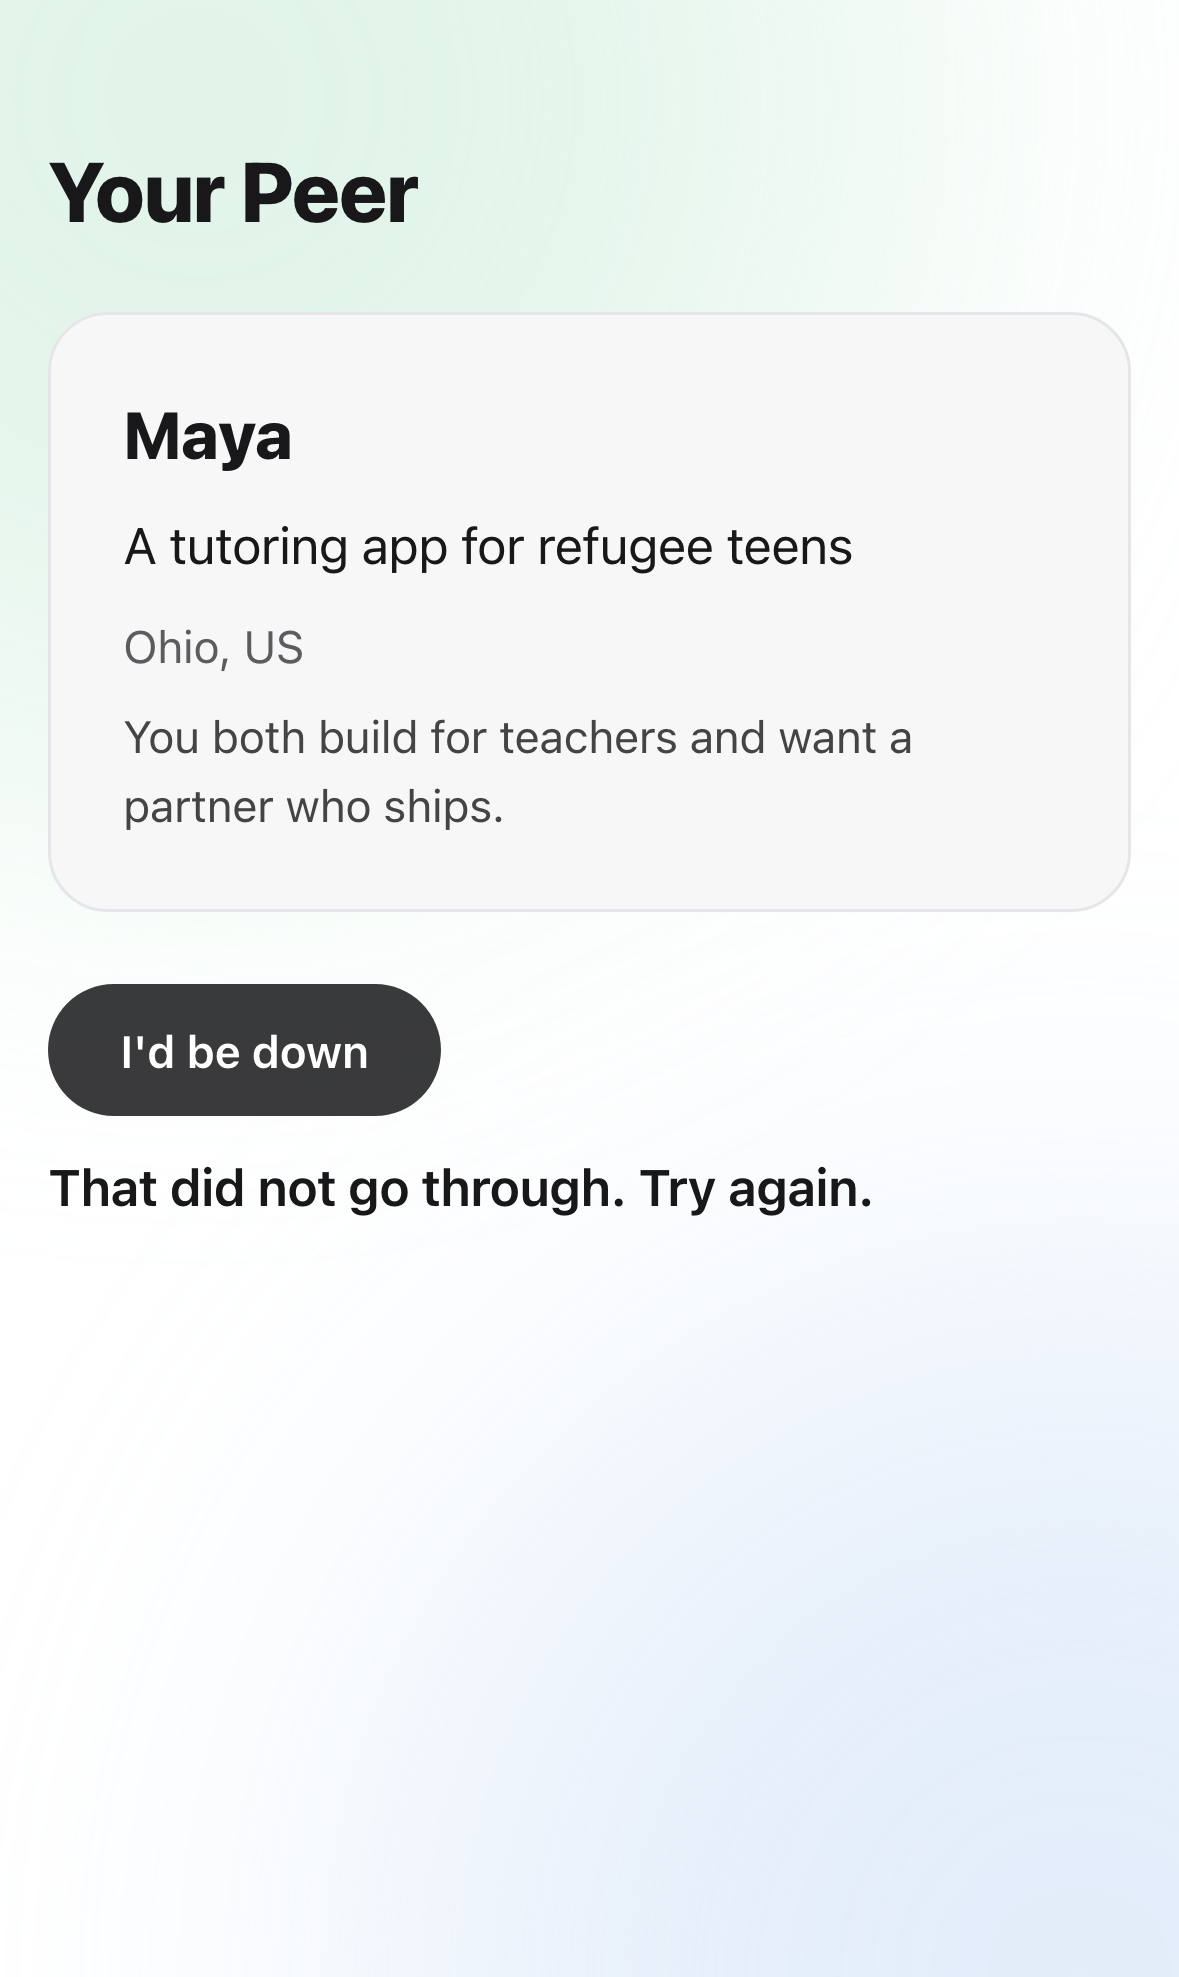 Your Peer
Maya
A tutoring app for refugee teens
Ohio, US
You both build for teachers and want a
partner who ships.
I'd be down
That did not go through. Try again.